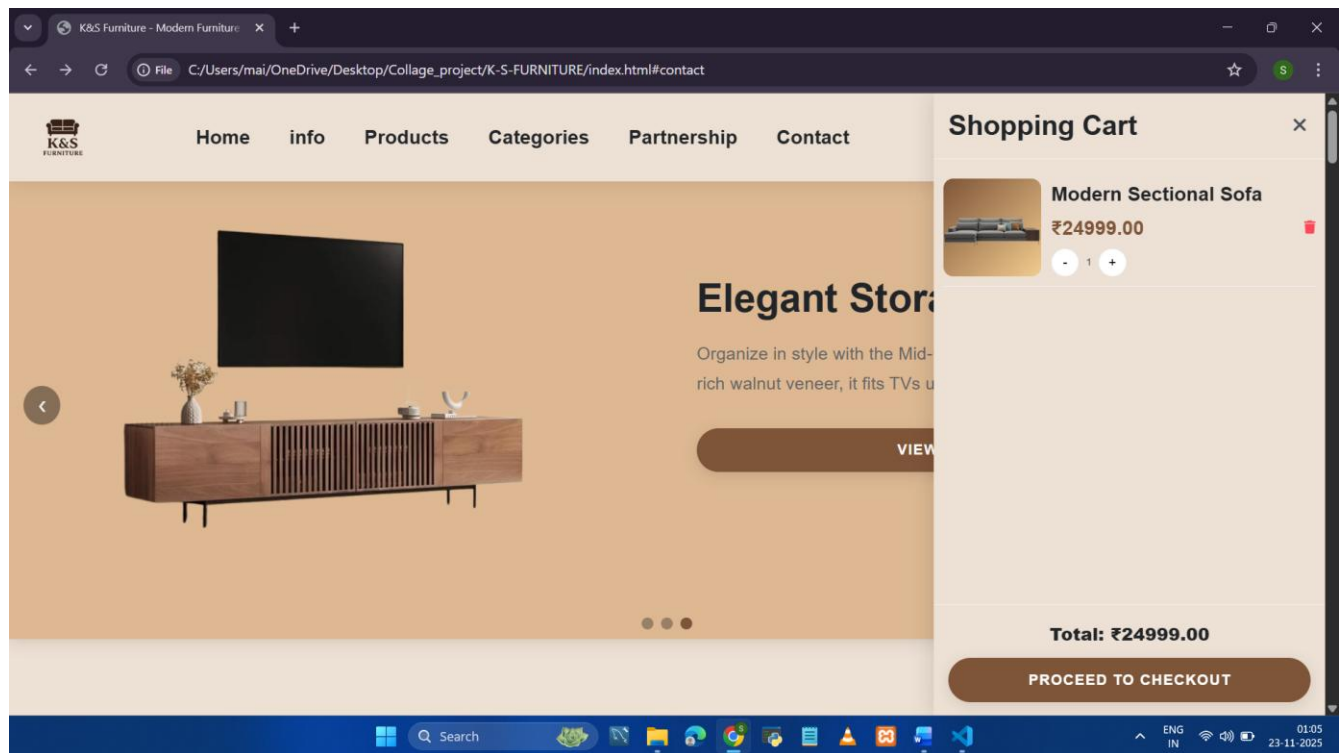 K&S Furniture - Modern Furniture
File C:/Users/mai/OneDrive/Desktop/Collage_project/K-S-FURNITURE/index.html#contact
S
K&S
FURNITURE
Home info Products Categories Partnership Contact
Elegant Stora
Organize in style with the Mid-
rich walnut veneer, it fits TVs u
VIEW
Shopping Cart
Modern Sectional Sofa
₹24999.00
- 1 +
Total: ₹24999.00
PROCEED TO CHECKOUT
Search
ENG
IN
01:05
23-11-2025